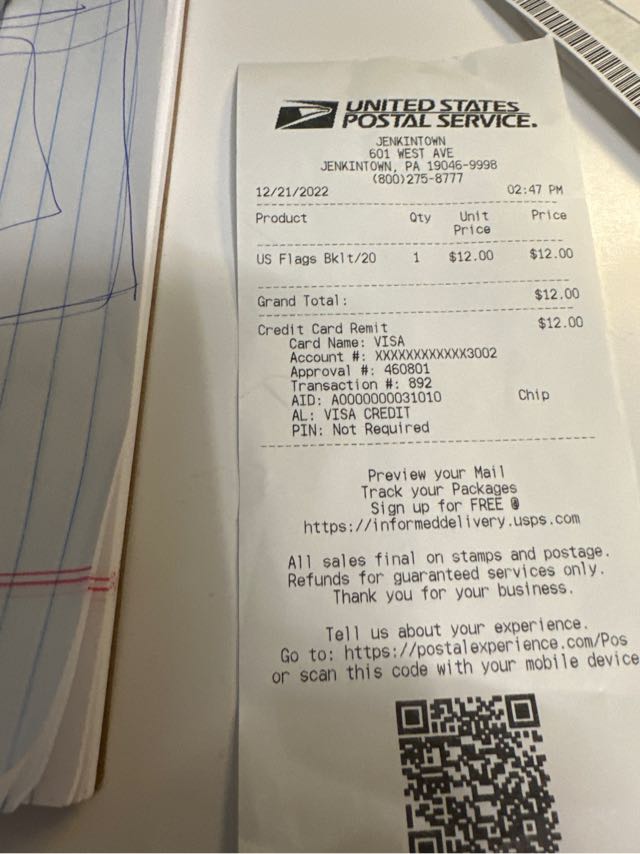 UNITED STATES
POSTAL SERVICE.
JENKINTOWN
601 WEST AVE
JENKINTOWN, PA 19046-9998
(800)275-8777
12/21/2022 02:47 PM
Product Qty Unit Price
Price
US Flags Bklt/20 1 $12.00 $12.00
Grand Total: $12.00
Credit Card Remit $12.00
Card Name: VISA
Account #: XXXXXXXXXXXX3002
Approval #: 460801
Transaction #: 892
AID: A0000000031010 Chip
AL: VISA CREDIT
PIN: Not Required
Preview your Mail
Track your Packages
Sign up for FREE @
https://informeddelivery.usps.com
All sales final on stamps and postage.
Refunds for guaranteed services only.
Thank you for your business.
Tell us about your experience.
Go to: https://postalexperience.com/Pos
or scan this code with your mobile device